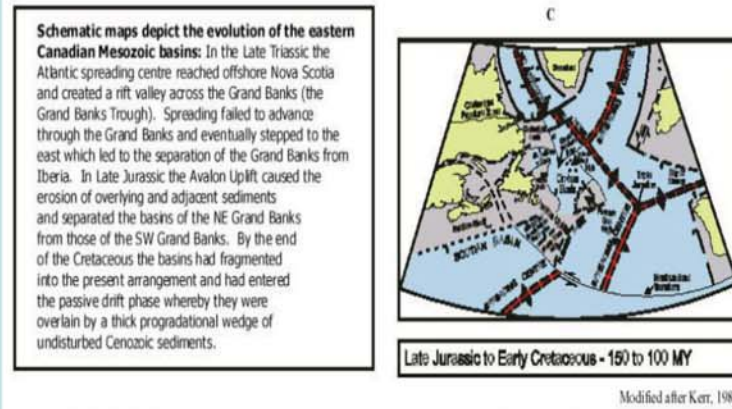 Schematic maps depict the evolution of the eastern
Canadian Mesozoic basins: In the Late Triassic the
Atlantic spreading centre reached offshore Nova Scotia
and created a rift valley across the Grand Banks (the
Grand Banks Trough). Spreading failed to advance
through the Grand Banks and eventually stepped to the
east which led to the separation of the Grand Banks from
Iberia. In Late Jurassic the Avalon Uplift caused the
erosion of overlying and adjacent sediments
and separated the basins of the NE Grand Banks
from those of the SW Grand Banks. By the end
of the Cretaceous the basins had fragmented
into the present arrangement and had entered
the passive drift phase whereby they were
overlain by a thick progradational wedge of
undisturbed Cenozoic sediments.
C
SCOTIAN BASIN
Late Jurassic to Early Cretaceous - 150 to 100 MY
Modified after Kerr, 198